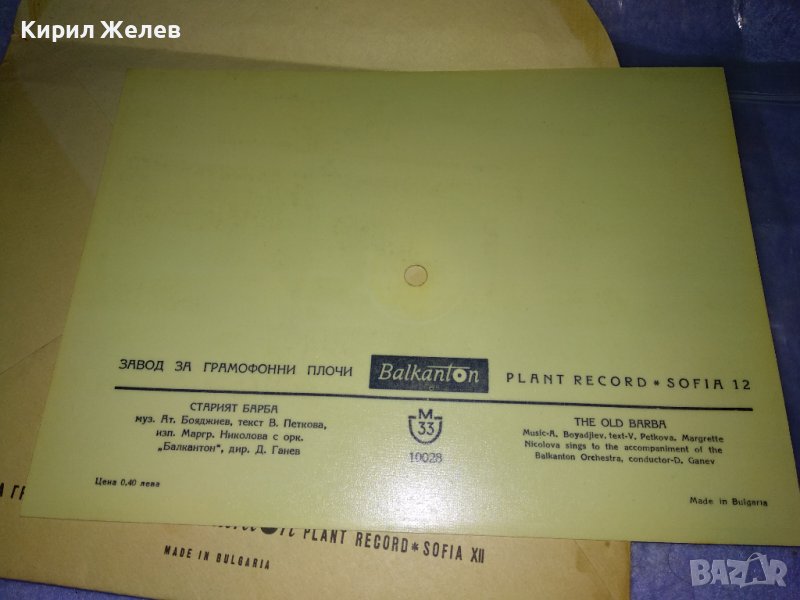 Кирил Желев
ЗАВОД ЗА ГРАМОФОННИ ПЛОЧИ Balkanton PLANT RECORD * SOFIA 12
СТАРИЯТ БАРБА
муз. Ат. Бояджиев, текст В. Петкова,
изп. Маргр. Николова с орк.
„Балкантон", дир. Д. Ганев
Цена 0.40 лева
М
33
10028
THE OLD BARBA
Music-A. Boyadjiev, text-V. Petkova. Margrette
Nicolova sings to the accompaniment of the
Balkanton Orchestra, conductor-D. Ganev
Made in Bulgaria
PLANT RECORD * SOFIA XII
MADE IN BULGARIA
BAZAR